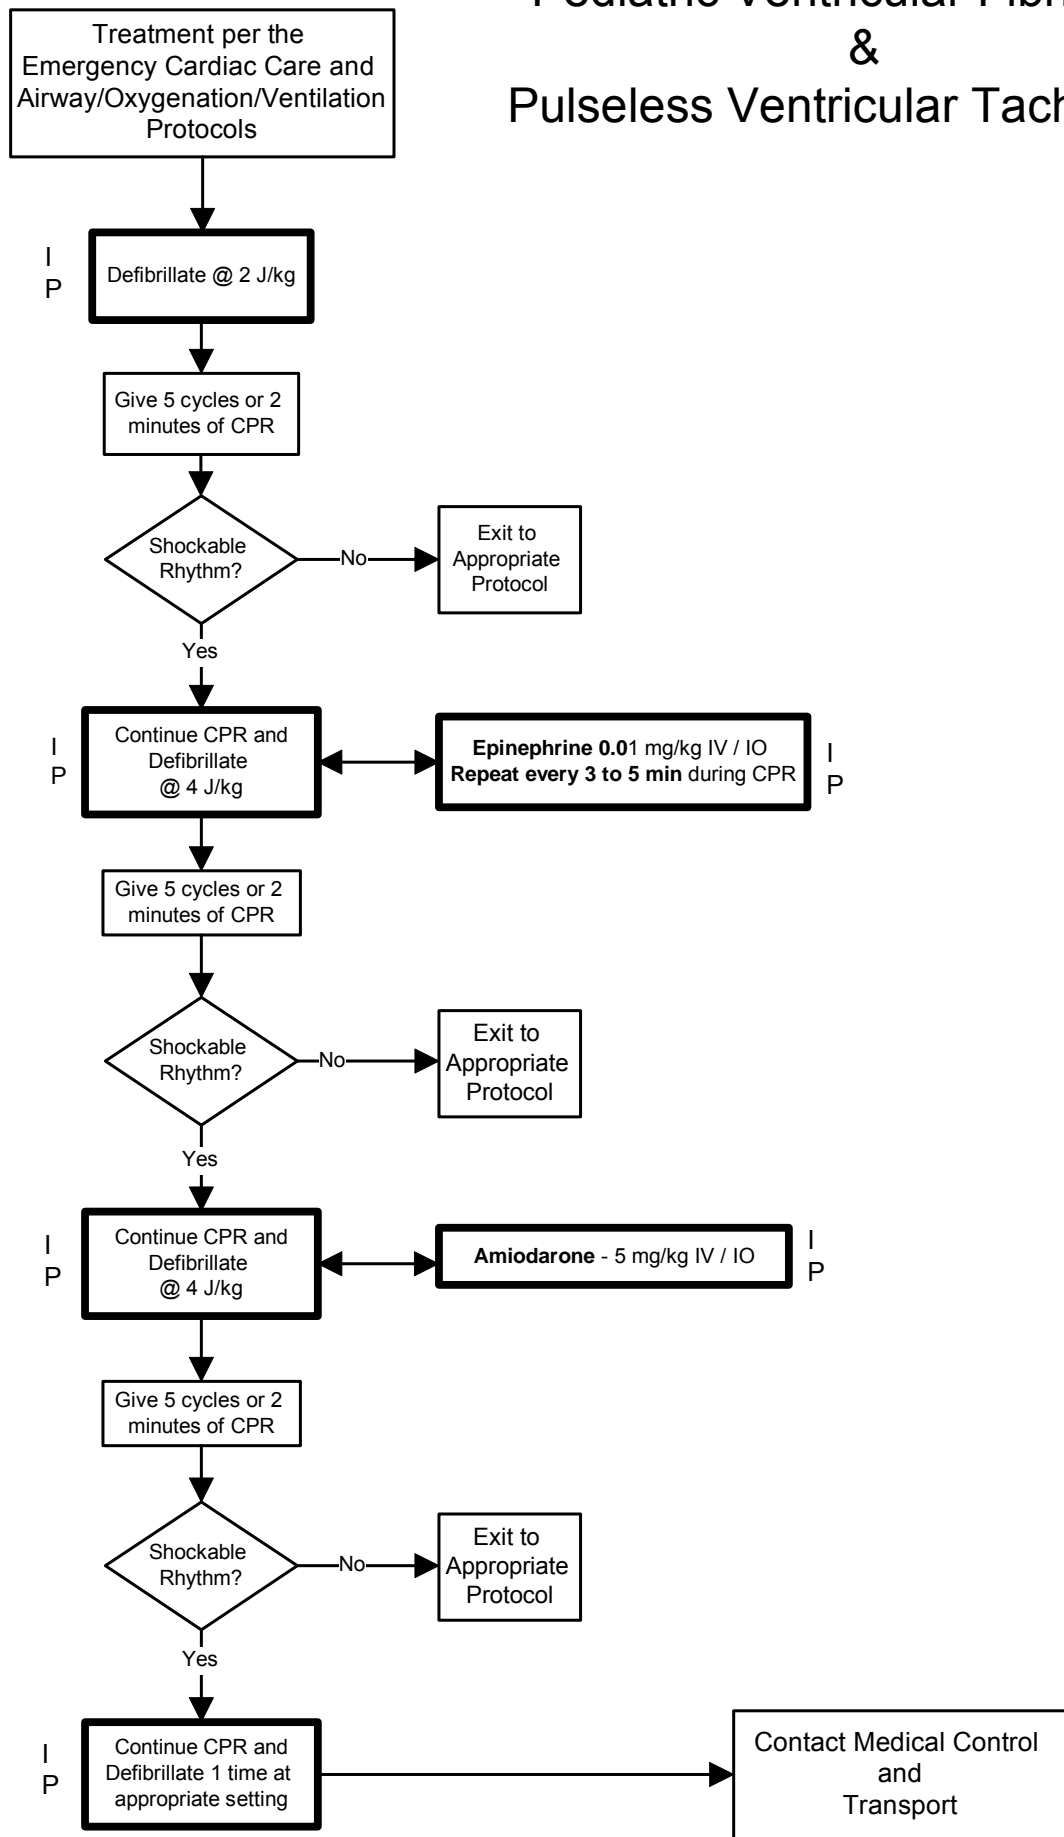 Pediatric Ventricular Fibri
&
Pulseless Ventricular Tach
Treatment per the
Emergency Cardiac Care and
Airway/Oxygenation/Ventilation
Protocols
I
P
Defibrillate @ 2 J/kg
Give 5 cycles or 2
minutes of CPR
Shockable
Rhythm?
No
Exit to
Appropriate
Protocol
Yes
I
P
Continue CPR and
Defibrillate
@ 4 J/kg
Epinephrine 0.01 mg/kg IV / IO
Repeat every 3 to 5 min during CPR
I
P
Give 5 cycles or 2
minutes of CPR
Shockable
Rhythm?
No
Exit to
Appropriate
Protocol
Yes
I
P
Continue CPR and
Defibrillate
@ 4 J/kg
Amiodarone - 5 mg/kg IV / IO
I
P
Give 5 cycles or 2
minutes of CPR
Shockable
Rhythm?
No
Exit to
Appropriate
Protocol
Yes
I
P
Continue CPR and
Defibrillate 1 time at
appropriate setting
Contact Medical Control
and
Transport